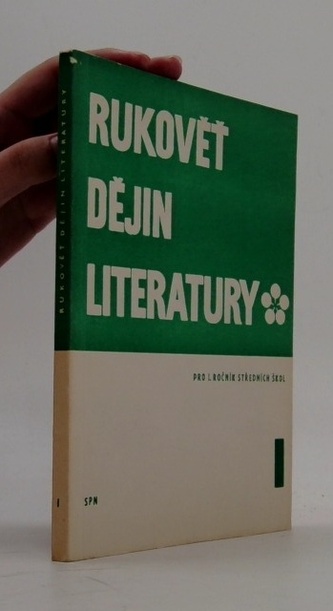 RUKOVĚŤ DĚJIN LITERATURY
RUKOVĚŤ
DĚJIN
LITERATURY
PRO I. ROČNÍK STŘEDNÍCH ŠKOL
I
I
SPN